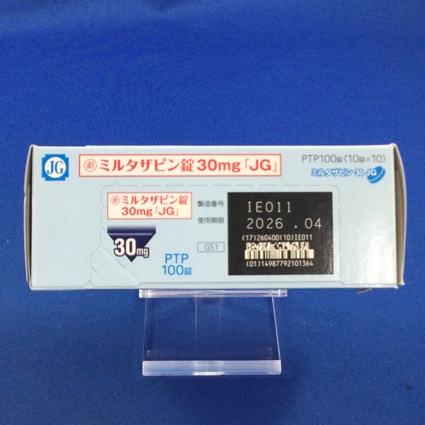 JG
劇 ミルタザピン錠30mg「JG」
PTP100錠(10錠×10)
ミルタザピン30 JG
劇 ミルタザピン錠
30mg「JG」
30mg
PTP
100錠
製造番号
使用期限
GS1
IE011
2026 . 04
(17)260400(10)IE011
(01)14987792101364